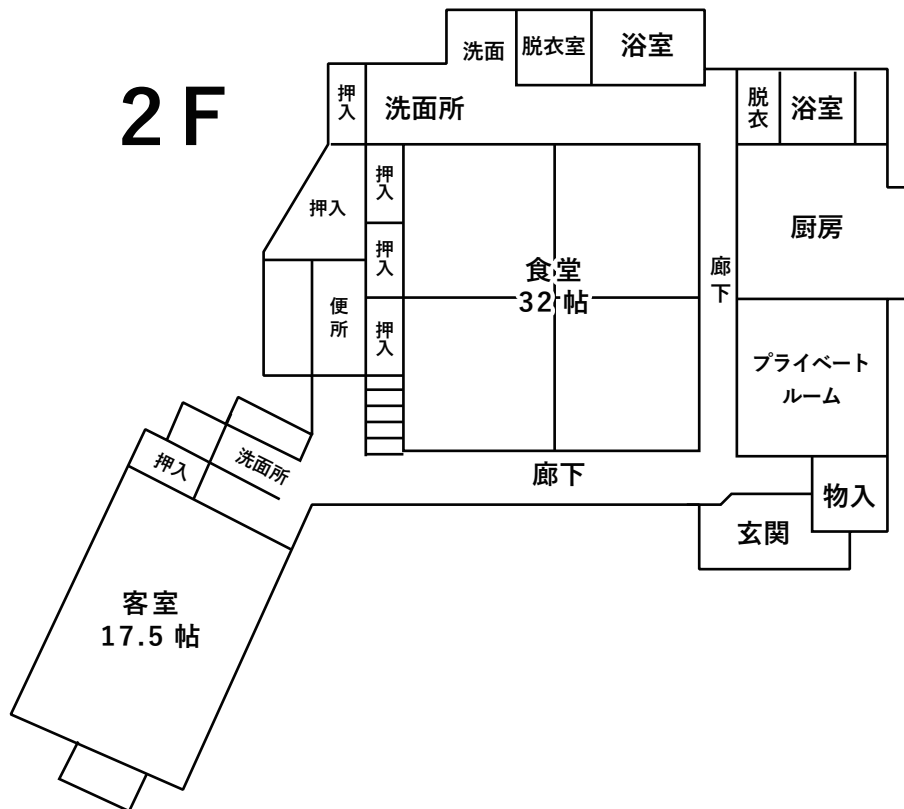 2F
洗面
脱衣室
浴室
押入
洗面所
脱衣
浴室
押入
押入
厨房
押入
食堂
32 帖
廊下
便所
押入
プライベート
ルーム
押入
洗面所
廊下
物入
玄関
客室
17.5 帖